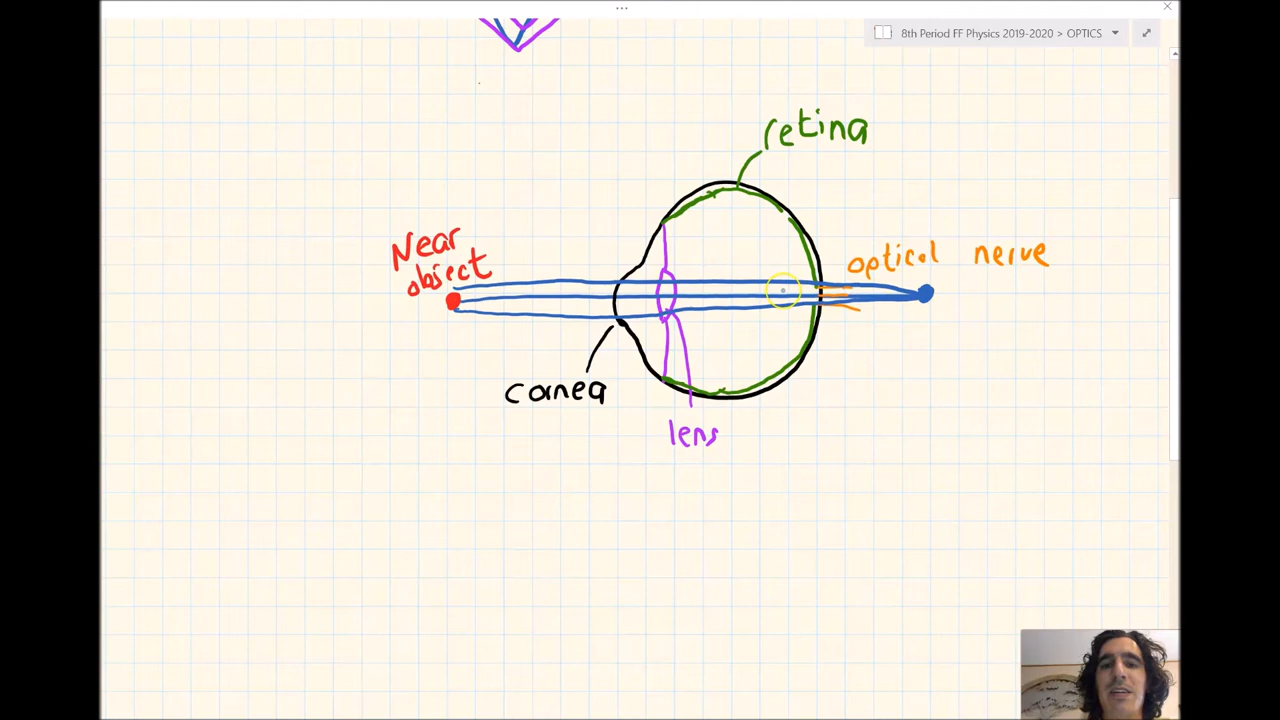 8th Period FF Physics 2019-2020 > OPTICS
retina
Near
object
optical nerve
cornea
lens